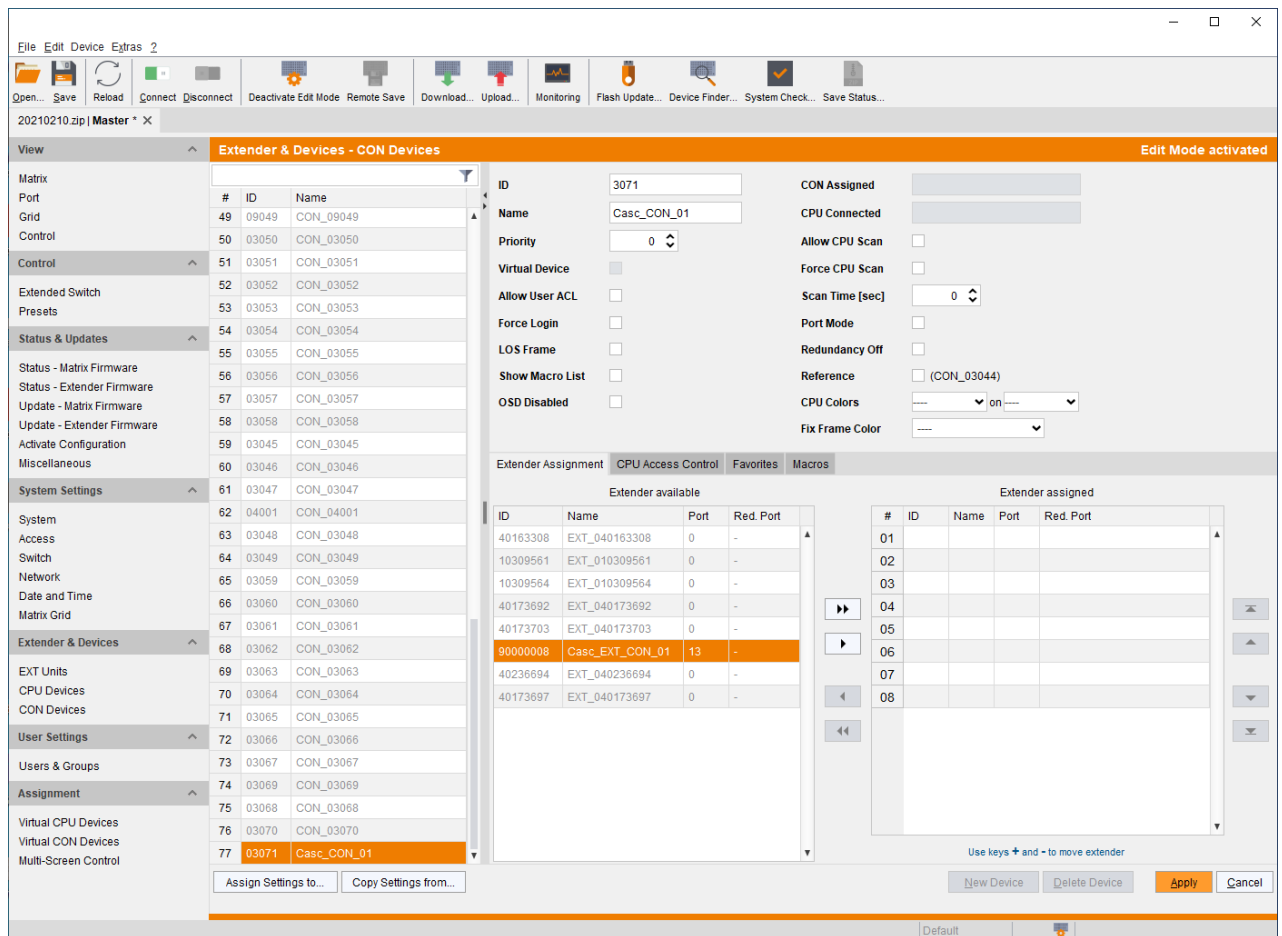 File Edit Device Extras ?
Open... Save Reload Connect Disconnect Deactivate Edit Mode Remote Save Download... Upload... Monitoring Flash Update... Device Finder... System Check... Save Status...
20210210.zip | Master *
View
Matrix
Port
Grid
Control
Control
Extended Switch
Presets
Status & Updates
Status - Matrix Firmware
Status - Extender Firmware
Update - Matrix Firmware
Update - Extender Firmware
Activate Configuration
Miscellaneous
System Settings
System
Access
Switch
Network
Date and Time
Matrix Grid
Extender & Devices
EXT Units
CPU Devices
CON Devices
User Settings
Users & Groups
Assignment
Virtual CPU Devices
Virtual CON Devices
Multi-Screen Control
Extender & Devices - CON Devices Edit Mode activated
# ID Name
49 09049 CON_09049
50 03050 CON_03050
51 03051 CON_03051
52 03052 CON_03052
53 03053 CON_03053
54 03054 CON_03054
55 03055 CON_03055
56 03056 CON_03056
57 03057 CON_03057
58 03058 CON_03058
59 03045 CON_03045
60 03046 CON_03046
61 03047 CON_03047
62 04001 CON_04001
63 03048 CON_03048
64 03049 CON_03049
65 03059 CON_03059
66 03060 CON_03060
67 03061 CON_03061
68 03062 CON_03062
69 03063 CON_03063
70 03064 CON_03064
71 03065 CON_03065
72 03066 CON_03066
73 03067 CON_03067
74 03069 CON_03069
75 03068 CON_03068
76 03070 CON_03070
77 03071 Casc_CON_01
Assign Settings to... Copy Settings from...
ID 3071
Name Casc_CON_01
Priority 0
Virtual Device
Allow User ACL
Force Login
LOS Frame
Show Macro List
OSD Disabled
CON Assigned
CPU Connected
Allow CPU Scan
Force CPU Scan
Scan Time [sec] 0
Port Mode
Redundancy Off
Reference (CON_03044)
CPU Colors ---- on ----
Fix Frame Color ----
Extender Assignment CPU Access Control Favorites Macros
Extender available
ID Name Port Red. Port
40163308 EXT_040163308 0 -
10309561 EXT_010309561 0 -
10309564 EXT_010309564 0 -
40173692 EXT_040173692 0 -
40173703 EXT_040173703 0 -
90000008 Casc_EXT_CON_01 13 -
40236694 EXT_040236694 0 -
40173697 EXT_040173697 0 -
Extender assigned
# ID Name Port Red. Port
01
02
03
04
05
06
07
08
Use keys + and - to move extender
New Device Delete Device Apply Cancel
Default